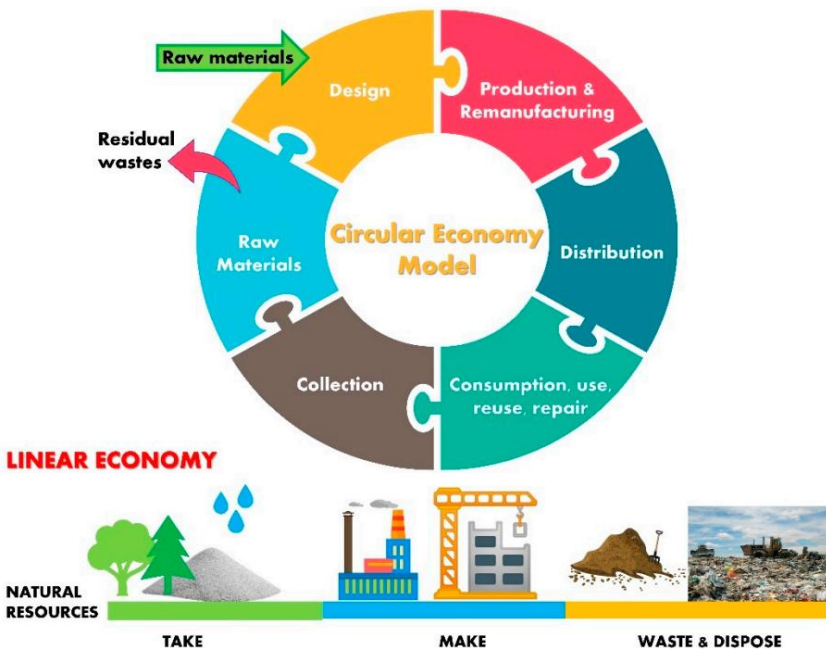 Raw materials
Design
Production &
Remanufacturing
Residual
wastes
Raw
Materials
Circular Economy
Model
Distribution
Collection
Consumption, use,
reuse, repair
LINEAR ECONOMY
NATURAL
RESOURCES
TAKE
MAKE
WASTE & DISPOSE